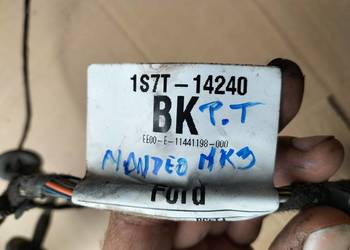 1S7T-14240
BK P.T
EE00-E-11441198-000
MONDEO MK3
Ford